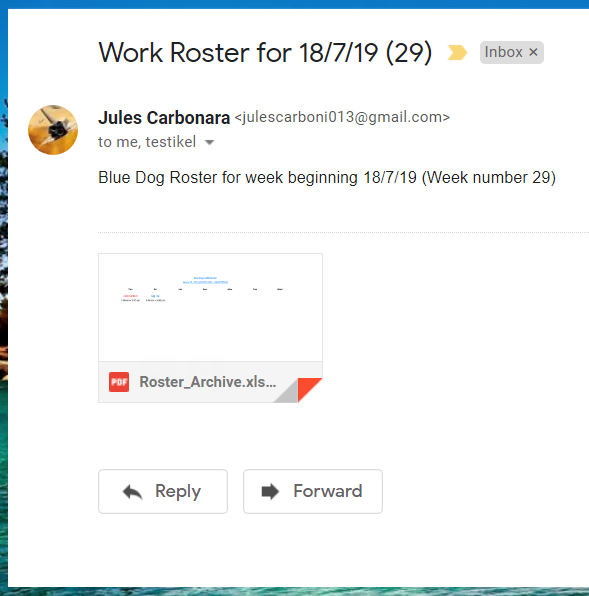 Work Roster for 18/7/19 (29)
Inbox ×
Jules Carbonara <julescarboni013@gmail.com>
to me, testikel
Blue Dog Roster for week beginning 18/7/19 (Week number 29)
PDF Roster_Archive.xls...
Reply
Forward